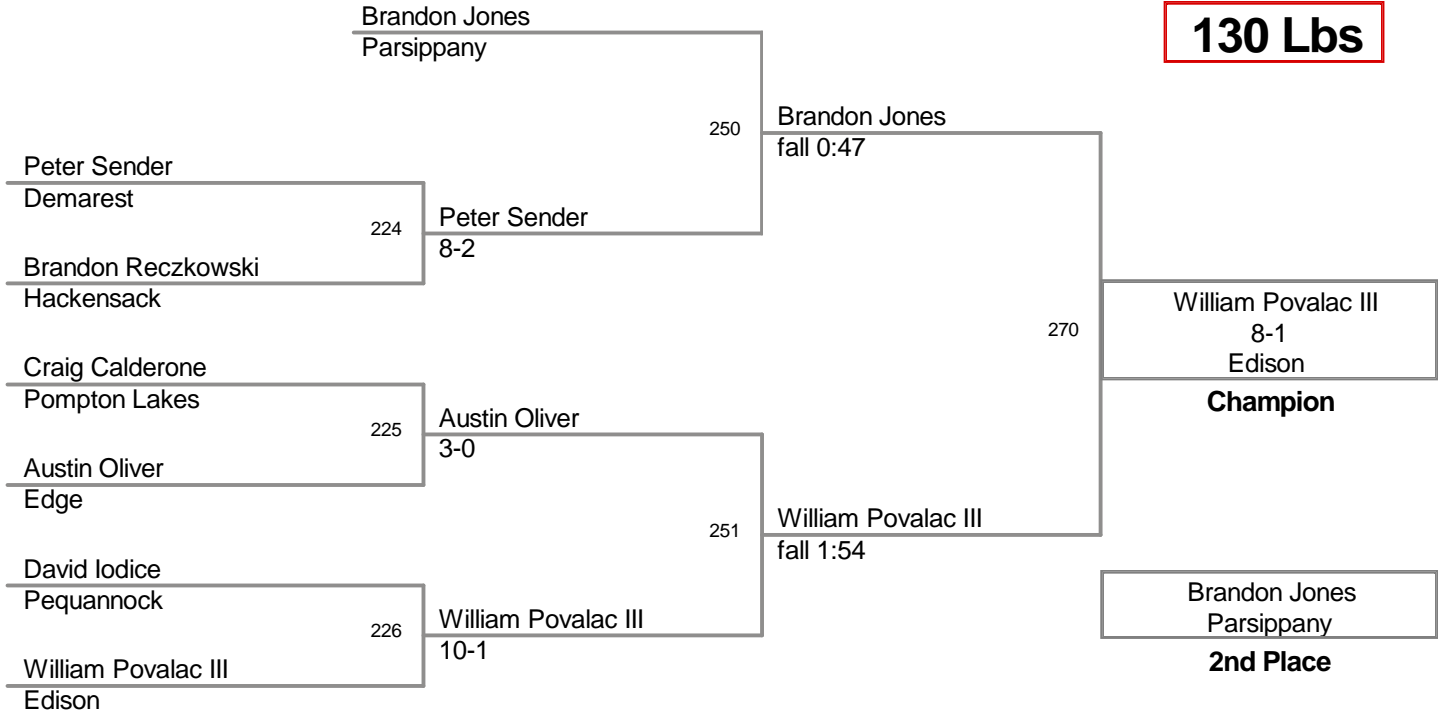 Brandon Jones
Parsippany
130 Lbs
250
Brandon Jones
fall 0:47
Peter Sender
Demarest
224
Peter Sender
8-2
Brandon Reczkowski
Hackensack
270
William Povalac III
8-1
Edison
Champion
Craig Calderone
Pompton Lakes
225
Austin Oliver
3-0
Austin Oliver
Edge
251
William Povalac III
fall 1:54
David Iodice
Pequannock
226
William Povalac III
10-1
William Povalac III
Edison
Brandon Jones
Parsippany
2nd Place